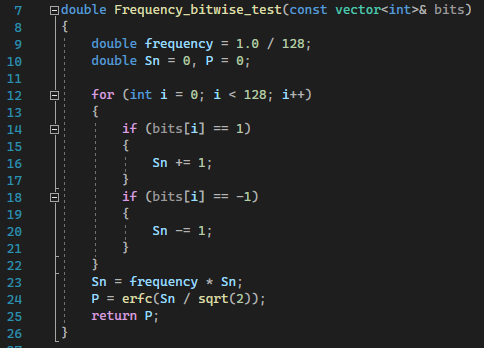 7 double Frequency_bitwise_test(const vector<int>& bits)
8 {
9 double frequency = 1.0 / 128;
10 double Sn = 0, P = 0;
11
12 for (int i = 0; i < 128; i++)
13 {
14 if (bits[i] == 1)
15 {
16 Sn += 1;
17 }
18 if (bits[i] == -1)
19 {
20 Sn -= 1;
21 }
22 }
23 Sn = frequency * Sn;
24 P = erfc(Sn / sqrt(2));
25 return P;
26 }